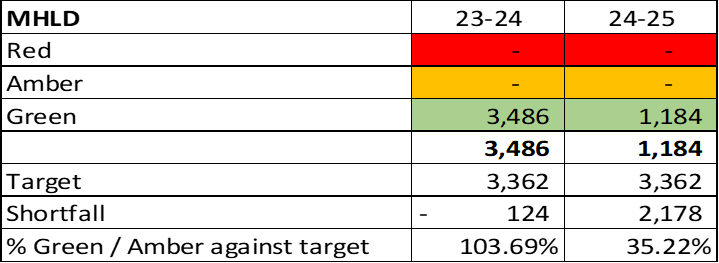 MHLD 23-24 24-25
Red - -
Amber - -
Green 3,486 1,184
3,486 1,184
Target 3,362 3,362
Shortfall - 124 2,178
% Green / Amber against target 103.69% 35.22%